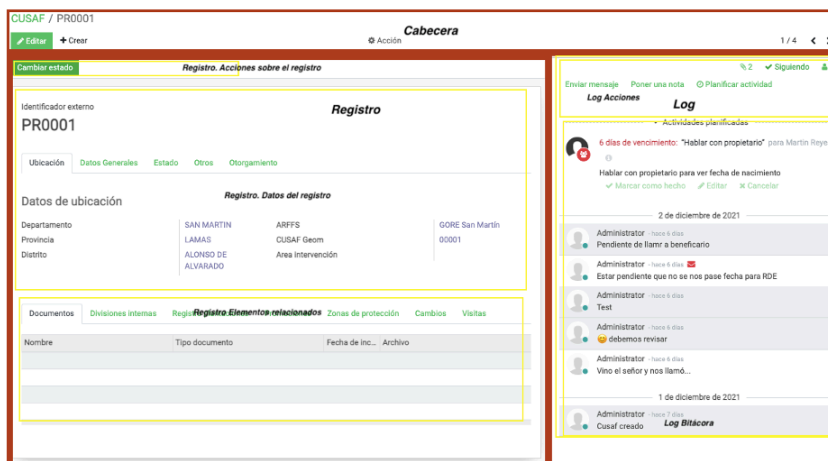 CUSAF / PR0001
Cabecera
Editar + Crear
Acción
1 / 4
Cambiar estado
Registro. Acciones sobre el registro
Identificador externo
Registro
PR0001
Ubicación Datos Generales Estado Otros Otorgamiento
Datos de ubicación
Registro. Datos del registro
Departamento SAN MARTIN ARFFS GORE San Martín
Provincia LAMAS CUSAF Geom 00001
Distrito ALONSO DE ALVARADO Area Intervención
Documentos Divisiones internas
Registro Elementos relacionados
Zonas de protección Cambios Visitas
Nombre Tipo documento Fecha de inc... Archivo
2 Siguiendo
Enviar mensaje Poner una nota Planificar actividad
Log Acciones
Log
Actividades planificadas
6 días de vencimiento: "Hablar con propietario" para Martin Reye
Hablar con propietario para ver fecha de nacimiento
Marcar como hecho Editar Cancelar
2 de diciembre de 2021
Administrator - hace 6 días
Pendiente de llamr a beneficario
Administrator - hace 6 días
Estar pendiente que no se nos pase fecha para RDE
Administrator - hace 6 días
Test
Administrator - hace 6 días
😊 debemos revisar
Administrator - hace 6 días
Vino el señor y nos llamó...
1 de diciembre de 2021
Administrator - hace 7 días
Cusaf creado
Log Bitácora